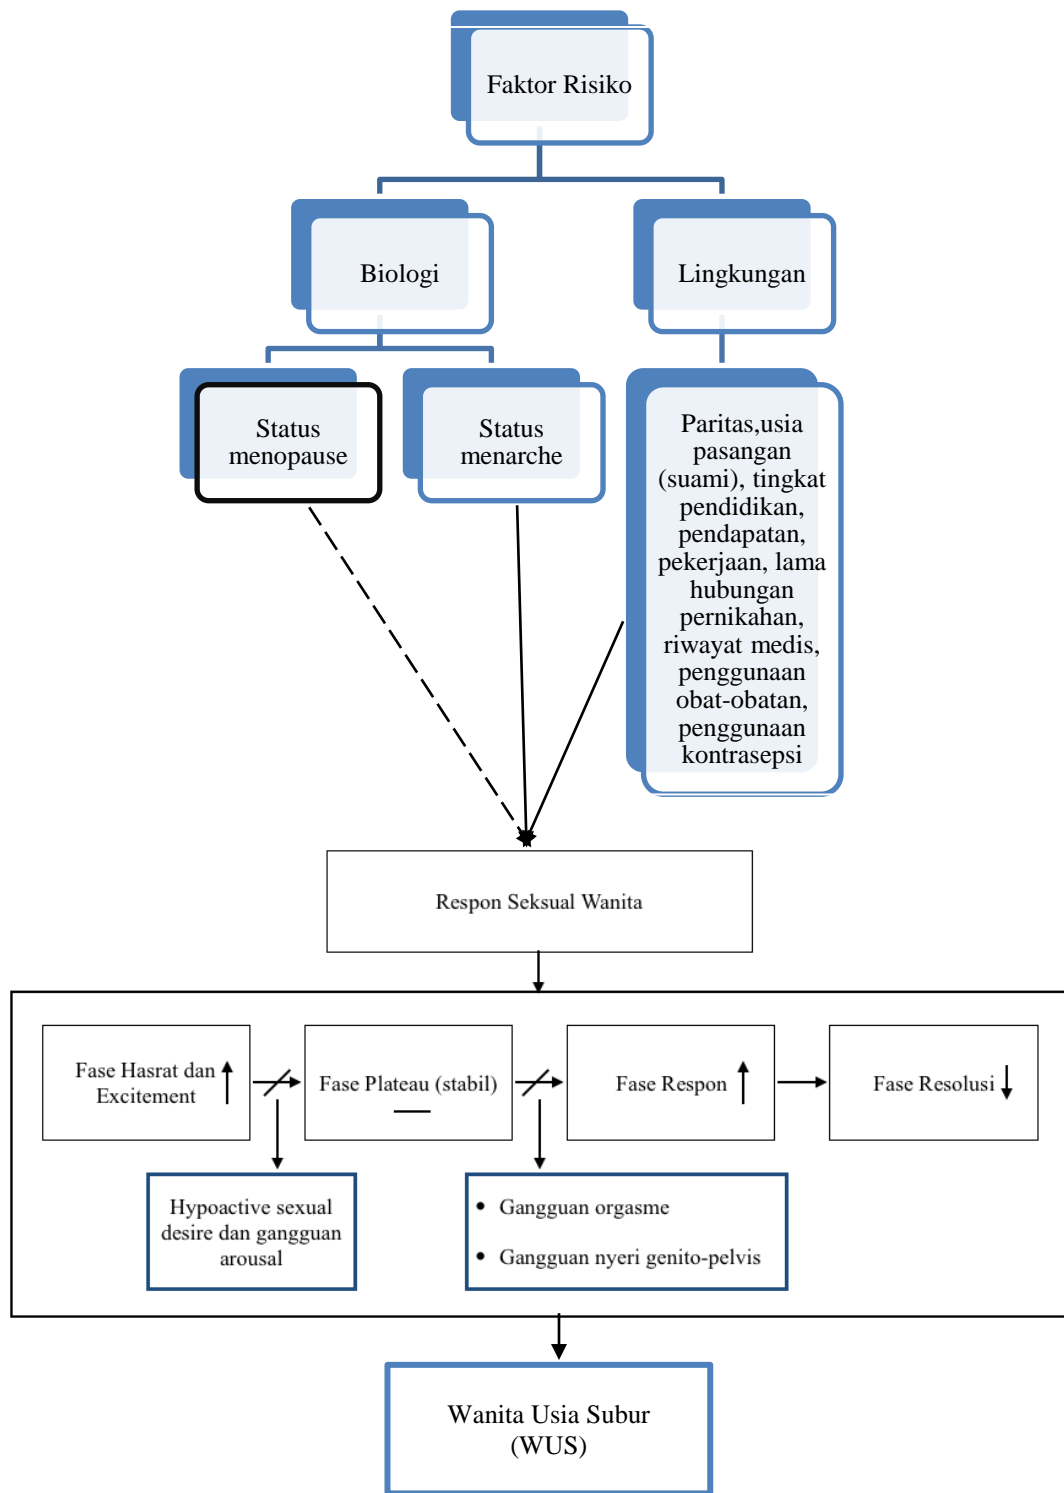 Faktor Risiko
Biologi
Lingkungan
Status
menopause
Status
menarche
Paritas,usia
pasangan
(suami), tingkat
pendidikan,
pendapatan,
pekerjaan, lama
hubungan
pernikahan,
riwayat medis,
penggunaan
obat-obatan,
penggunaan
kontrasepsi
Respon Seksual Wanita
Fase Hasrat dan
Excitement
Fase Plateau (stabil)
Fase Respon
Fase Resolusi
Hypoactive sexual
desire dan gangguan
arousal
• Gangguan orgasme
• Gangguan nyeri genito-pelvis
Wanita Usia Subur
(WUS)